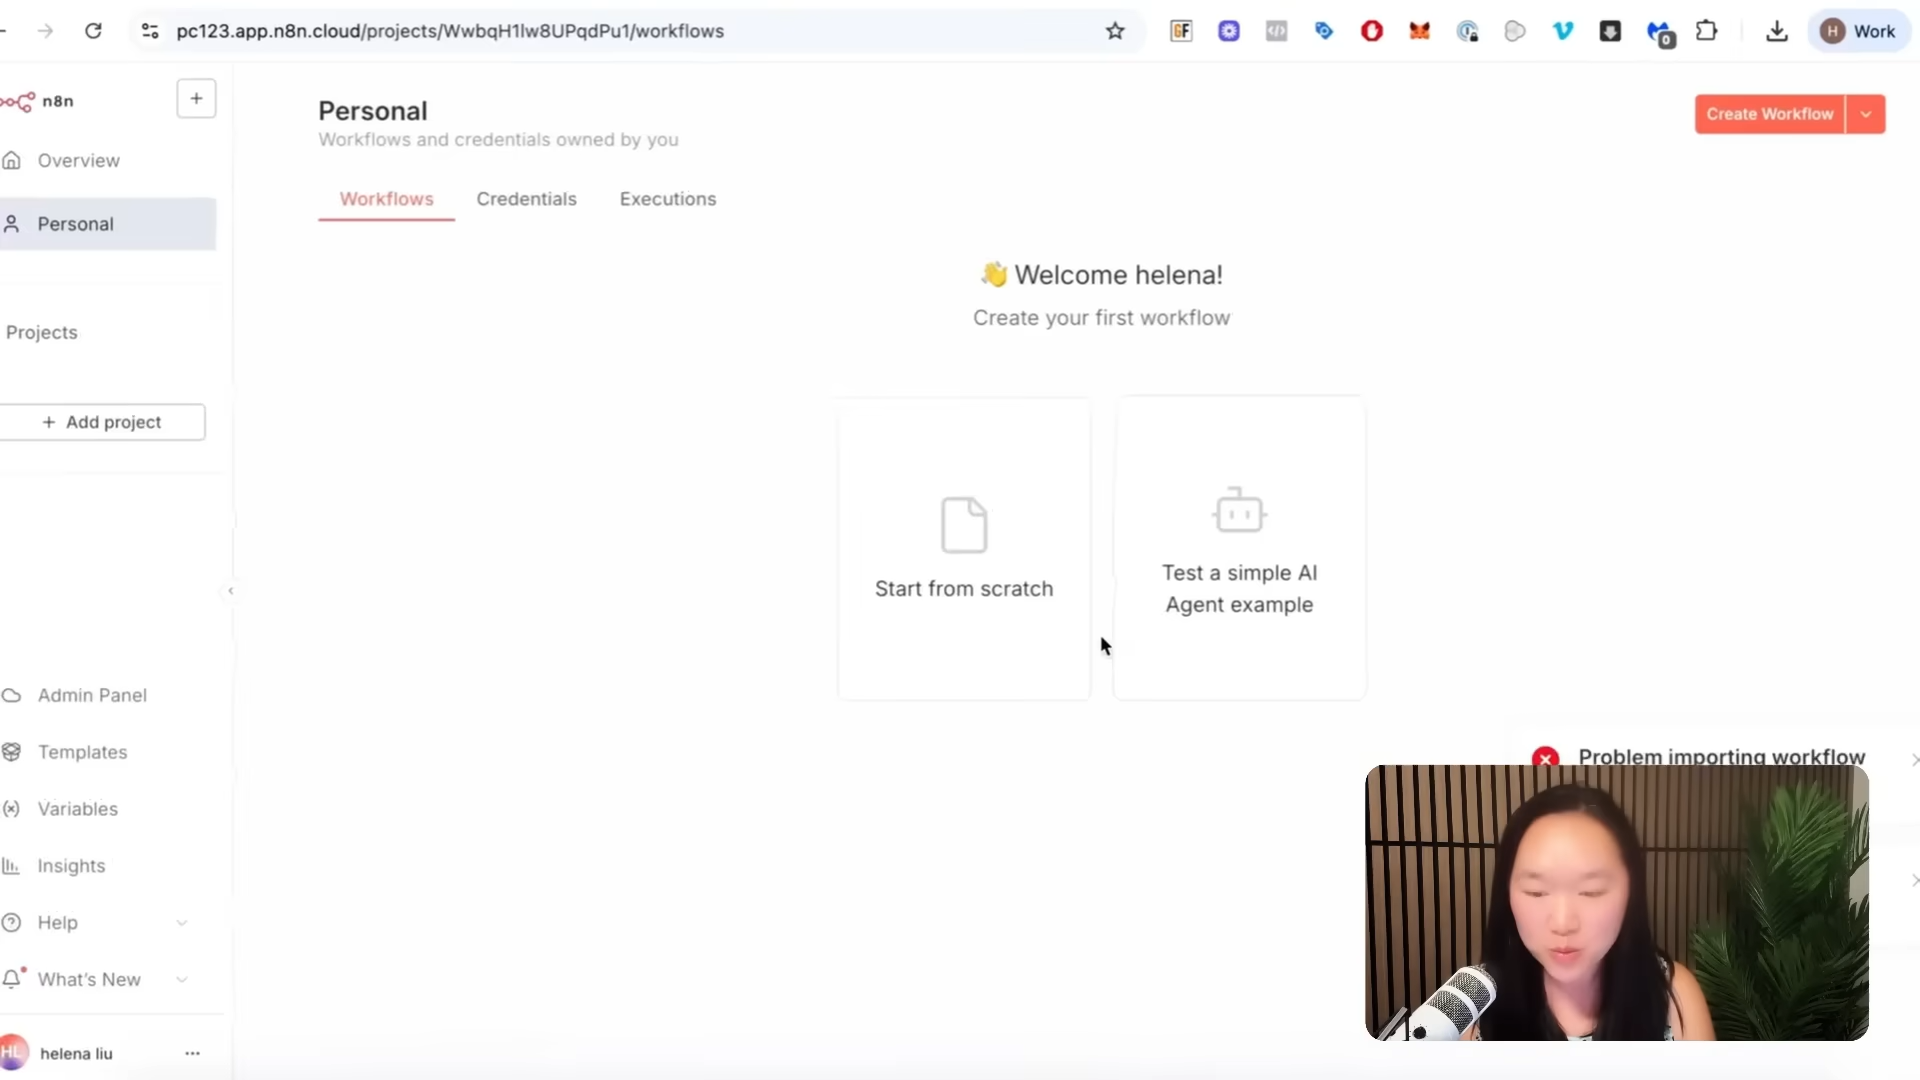 pc123.app.n8n.cloud/projects/WwbqH1lw8UPqdPu1/workflows
GF
0
H Work
n8n
Personal
Create Workflow
Workflows and credentials owned by you
Overview
Workflows Credentials Executions
Personal
👋 Welcome helena!
Create your first workflow
Projects
+ Add project
Start from scratch
Test a simple AI
Agent example
Admin Panel
Templates
Problem importing workflow
Variables
Insights
Help
What's New
HL helena liu